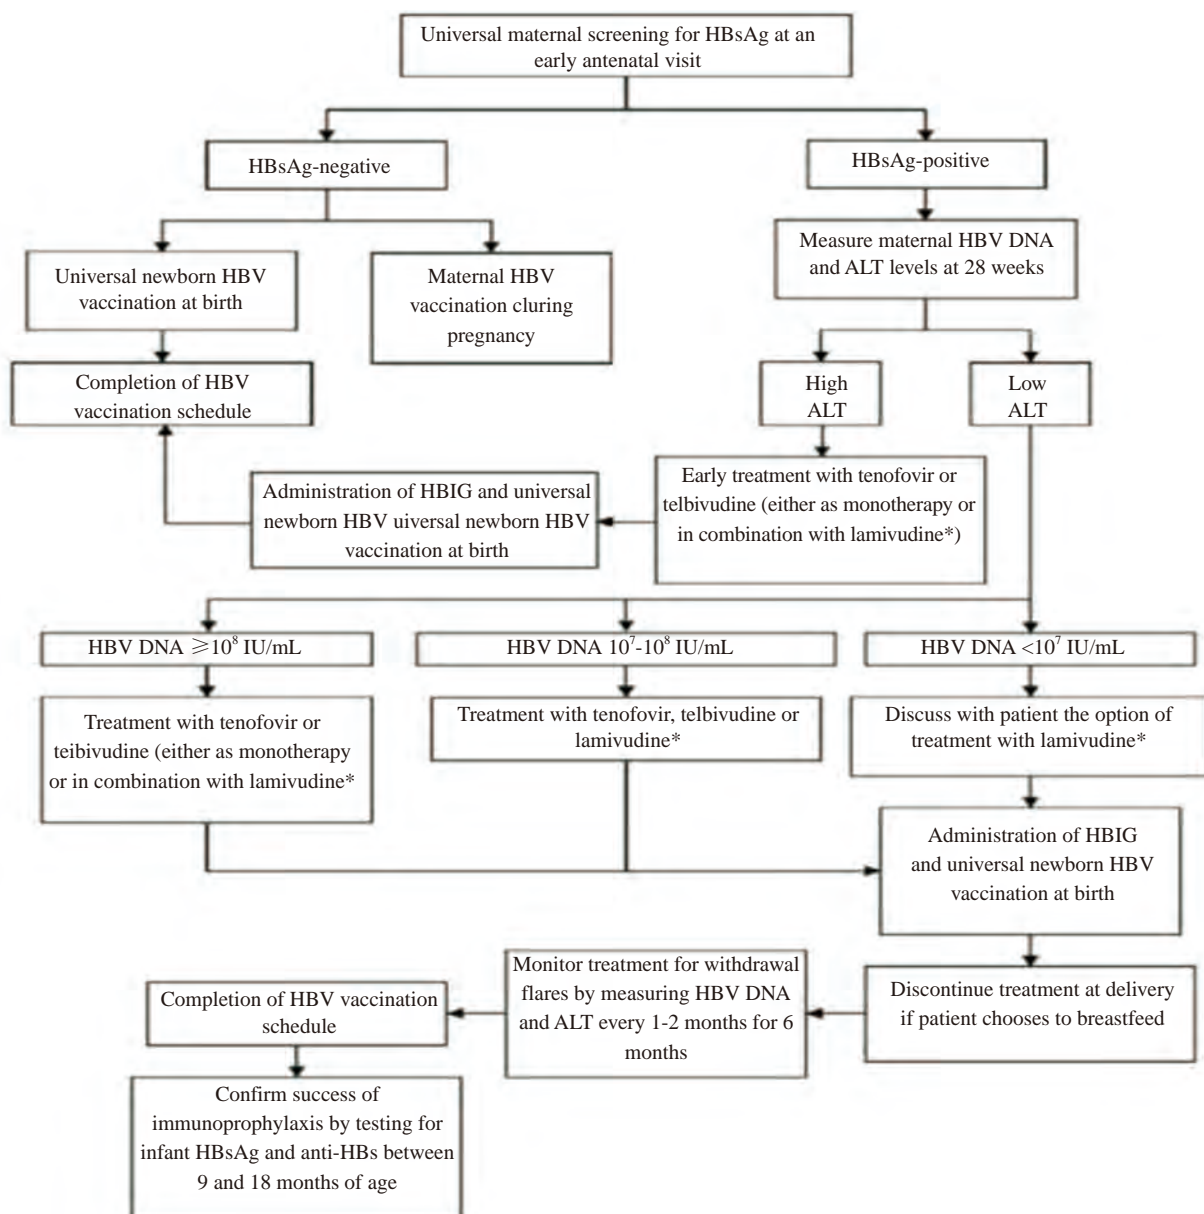 Universal maternal screening for HBsAg at an
early antenatal visit
HBsAg-negative
HBsAg-positive
Universal newborn HBV
vaccination at birth
Maternal HBV
vaccination cluring
pregnancy
Measure maternal HBV DNA
and ALT levels at 28 weeks
Completion of HBV
vaccination schedule
High
ALT
Low
ALT
Administration of HBIG and universal
newborn HBV uiversal newborn HBV
vaccination at birth
Early treatment with tenofovir or
telbivudine (either as monotherapy or
in combination with lamivudine*)
HBV DNA ≥10⁸ IU/mL
HBV DNA 10⁷-10⁸ IU/mL
HBV DNA <10⁷ IU/mL
Treatment with tenofovir or
teibivudine (either as monotherapy
or in combination with lamivudine*
Treatment with tenofovir, telbivudine or
lamivudine*
Discuss with patient the option of
treatment with lamivudine*
Administration of HBIG
and universal newborn HBV
vaccination at birth
Discontinue treatment at delivery
if patient chooses to breastfeed
Monitor treatment for withdrawal
flares by measuring HBV DNA
and ALT every 1-2 months for 6
months
Completion of HBV vaccination
schedule
Confirm success of
immunoprophylaxis by testing for
infant HBsAg and anti-HBs between
9 and 18 months of age